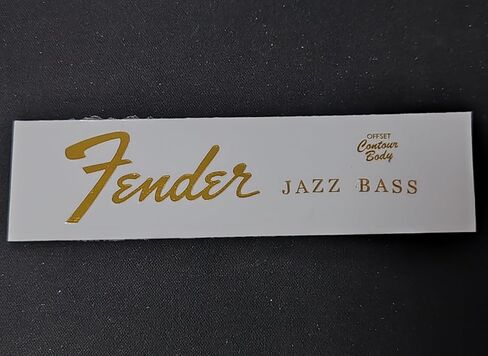 Fender
OFFSET
Contour
Body
JAZZ BASS